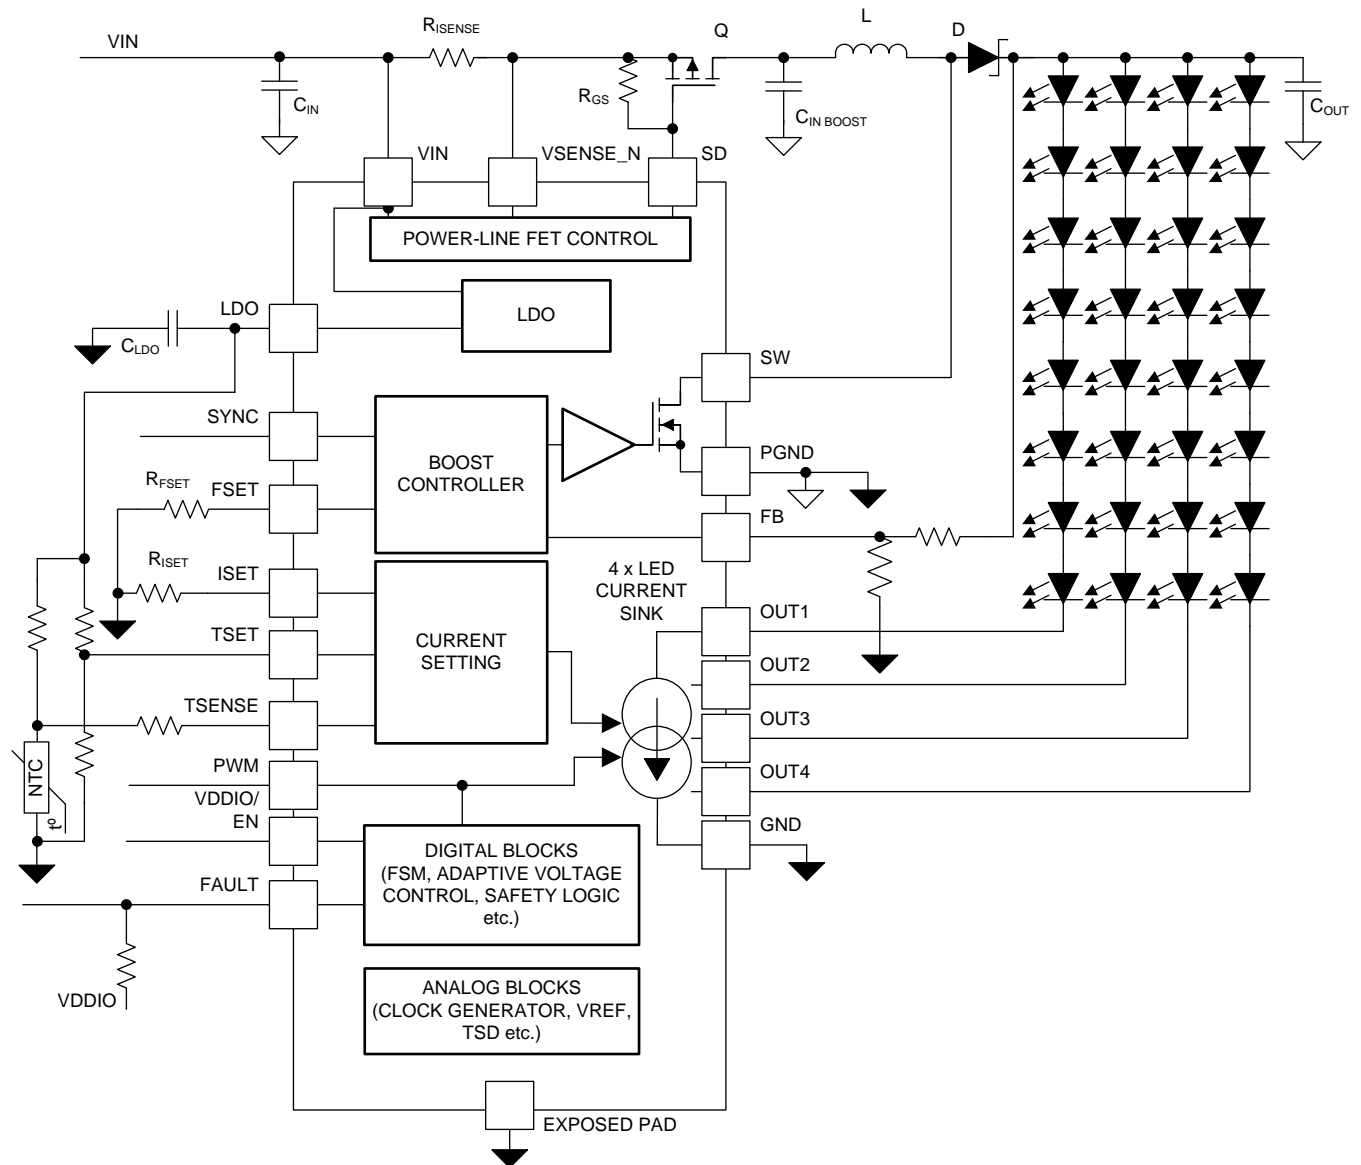 VIN
RISENSE
Q
L
D
CIN
RGS
CIN BOOST
COUT
VIN
VSENSE_N
SD
POWER-LINE FET CONTROL
LDO
LDO
CLDO
SW
SYNC
BOOST
CONTROLLER
PGND
RFSET
FSET
FB
RISET
ISET
4 x LED
CURRENT
SINK
OUT1
TSET
CURRENT
SETTING
OUT2
TSENSE
OUT3
PWM
OUT4
NTC
to
VDDIO/
EN
GND
DIGITAL BLOCKS
(FSM, ADAPTIVE VOLTAGE
CONTROL, SAFETY LOGIC
etc.)
FAULT
VDDIO
ANALOG BLOCKS
(CLOCK GENERATOR, VREF,
TSD etc.)
EXPOSED PAD